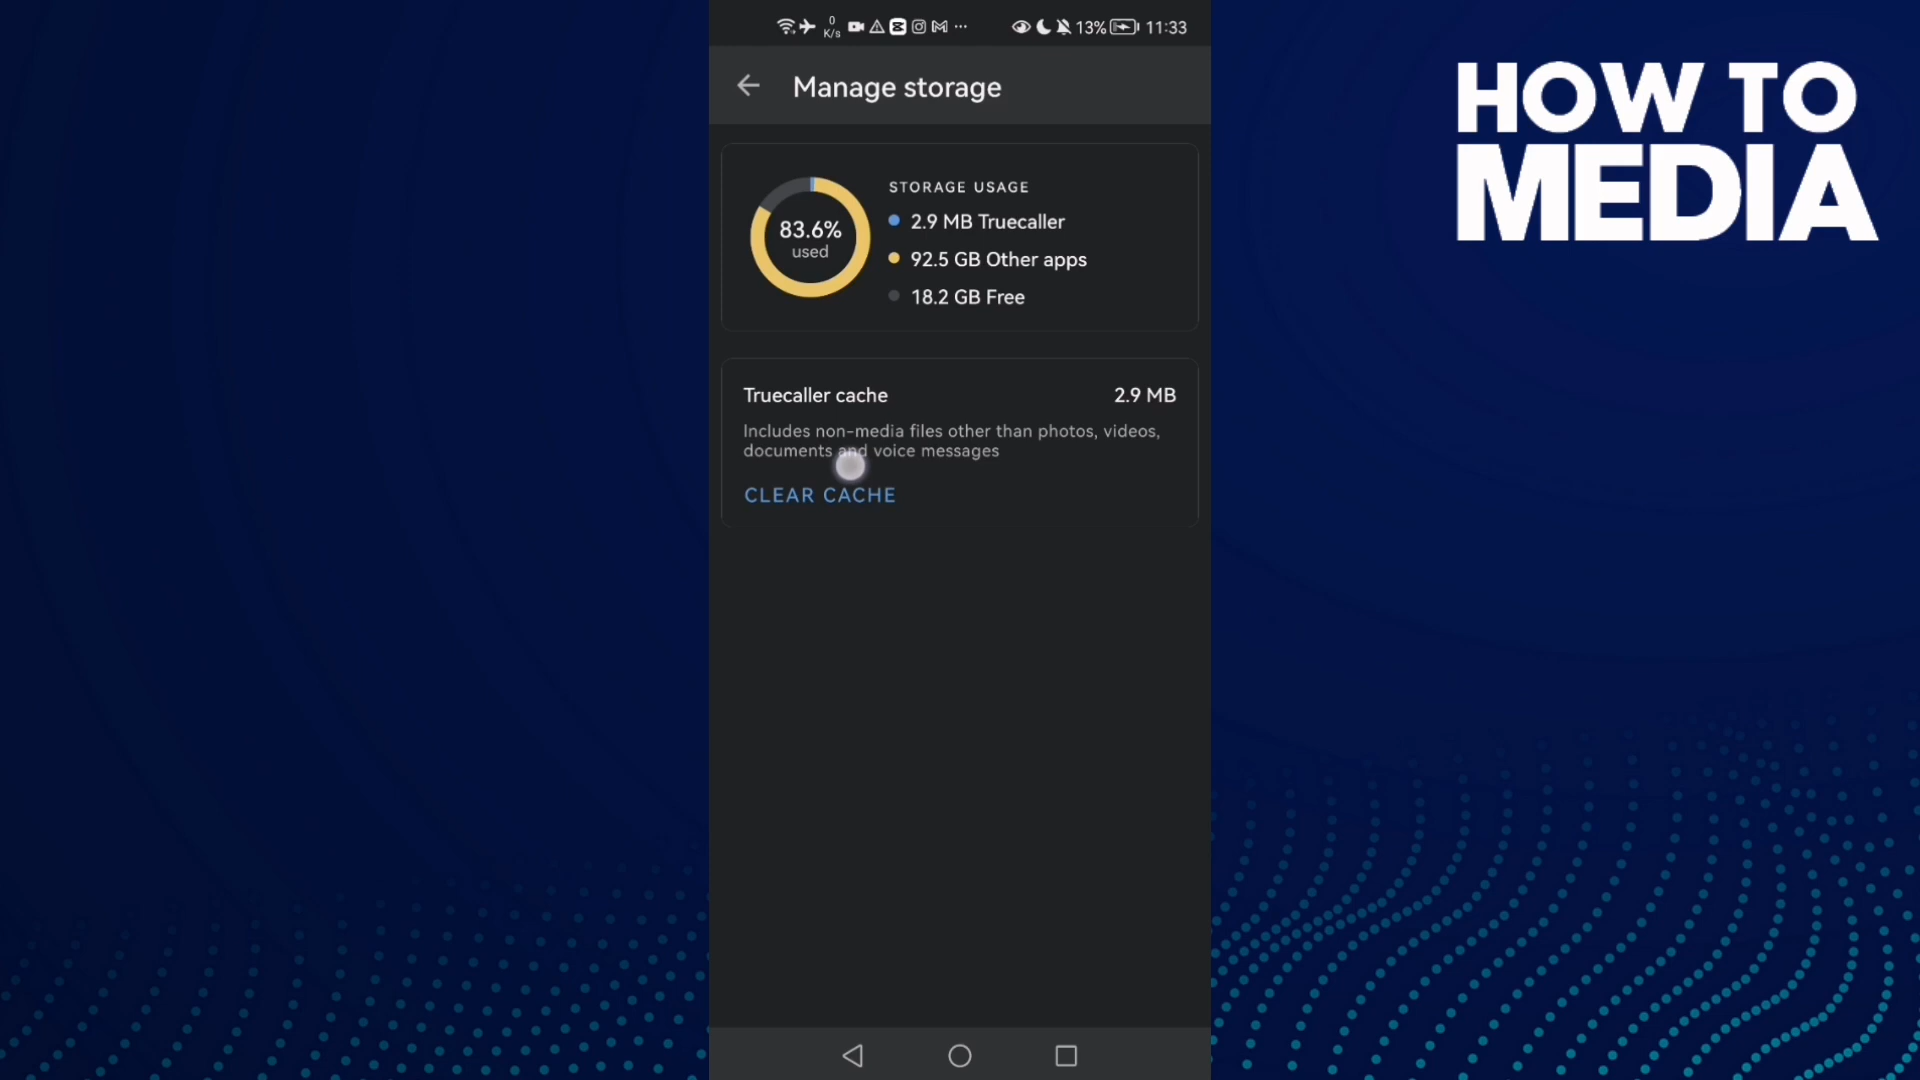 0
K/s
13%
11:33
Manage storage
83.6%
used
STORAGE USAGE
2.9 MB Truecaller
92.5 GB Other apps
18.2 GB Free
Truecaller cache
2.9 MB
Includes non-media files other than photos, videos,
documents and voice messages
CLEAR CACHE
HOW TO
MEDIA